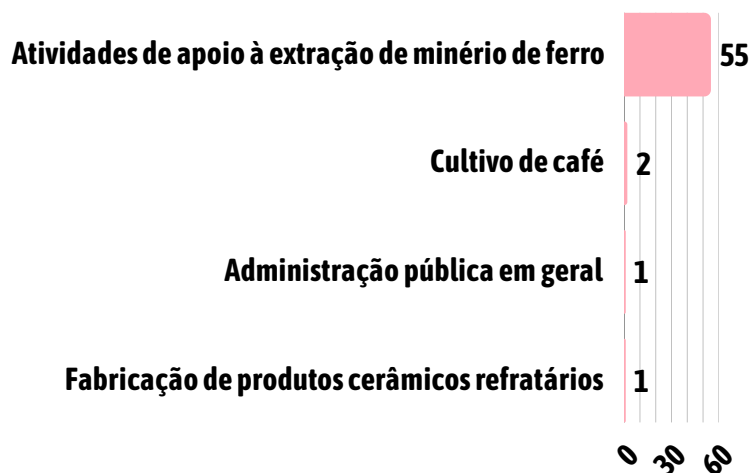 Atividades de apoio à extração de minério de ferro 55
Cultivo de café 2
Administração pública em geral 1
Fabricação de produtos cerâmicos refratários 1
0 30 60